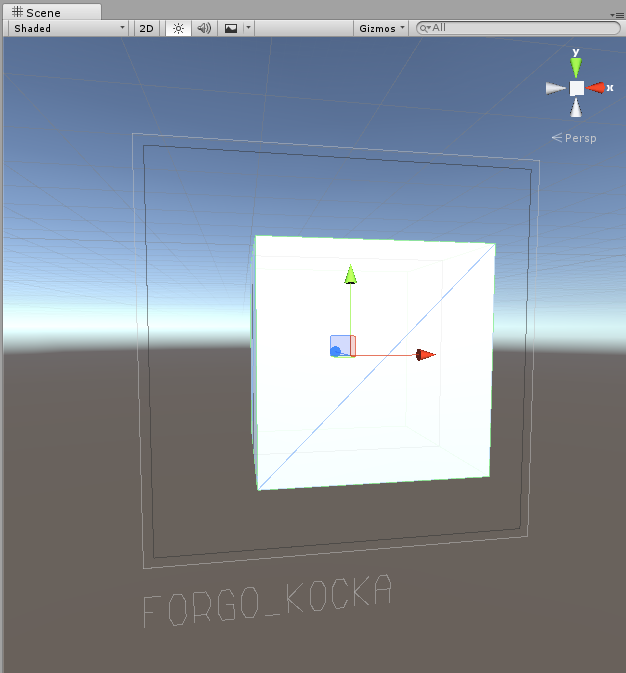 Scene
Shaded 2D Gizmos All
y
x
Persp
FORGO_KOCKA